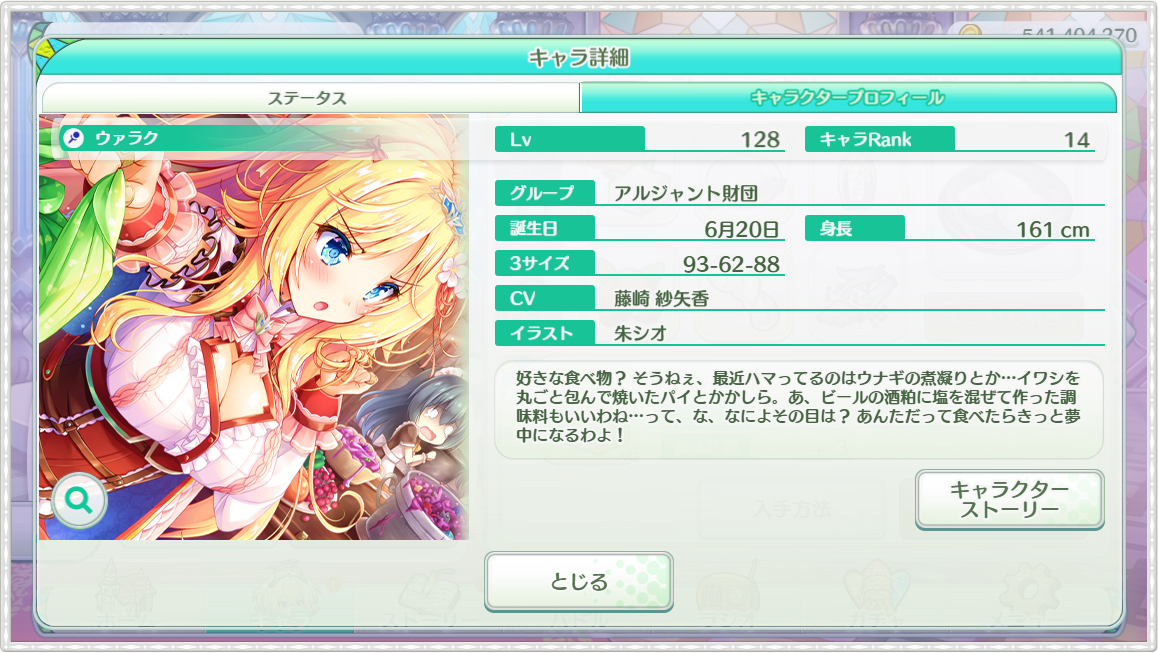 541,404,270
キャラ詳細
ステータス
キャラクタープロフィール
ウァラク
Lv 128 キャラRank 14
グループ アルジャント財団
誕生日 6月20日 身長 161 cm
3サイズ 93-62-88
CV 藤崎 紗矢香
イラスト 朱シオ
好きな食べ物？ そうねぇ、最近ハマってるのはウナギの煮凝りとか…イワシを
丸ごと包んで焼いたパイとかかしら。あ、ビールの酒粕に塩を混ぜて作った調
味料もいいわね…って、な、なによその目は？ あんただって食べたらきっと夢
中になるわよ！
入手方法
キャラクター
ストーリー
とじる